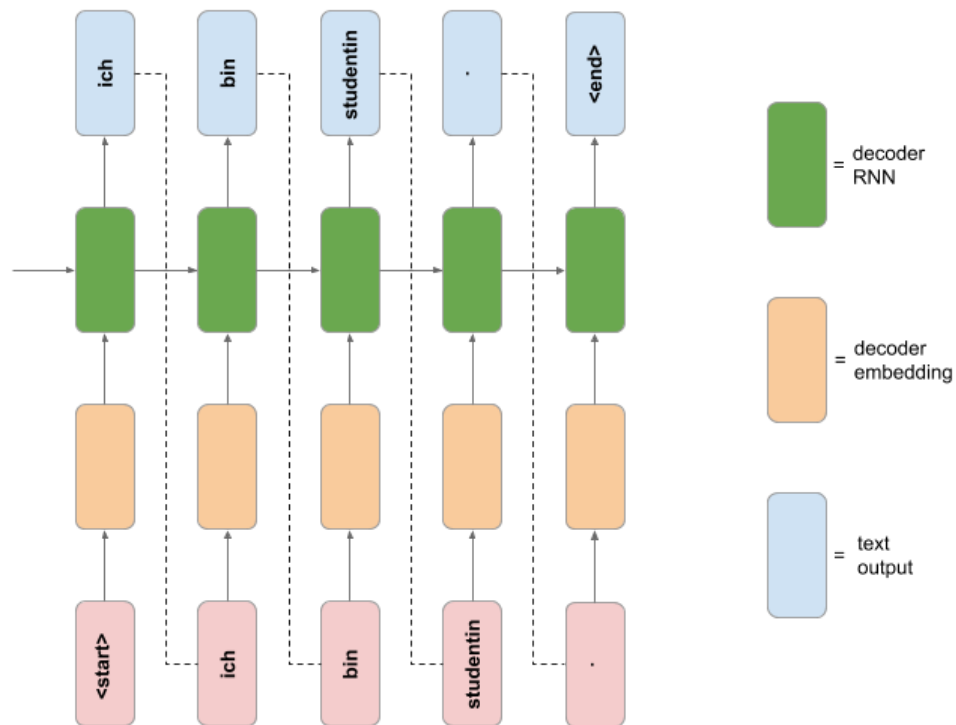 ich
bin
studentin
.
<end>
= decoder
RNN
= decoder
embedding
= text
output
<start>
ich
bin
studentin
.